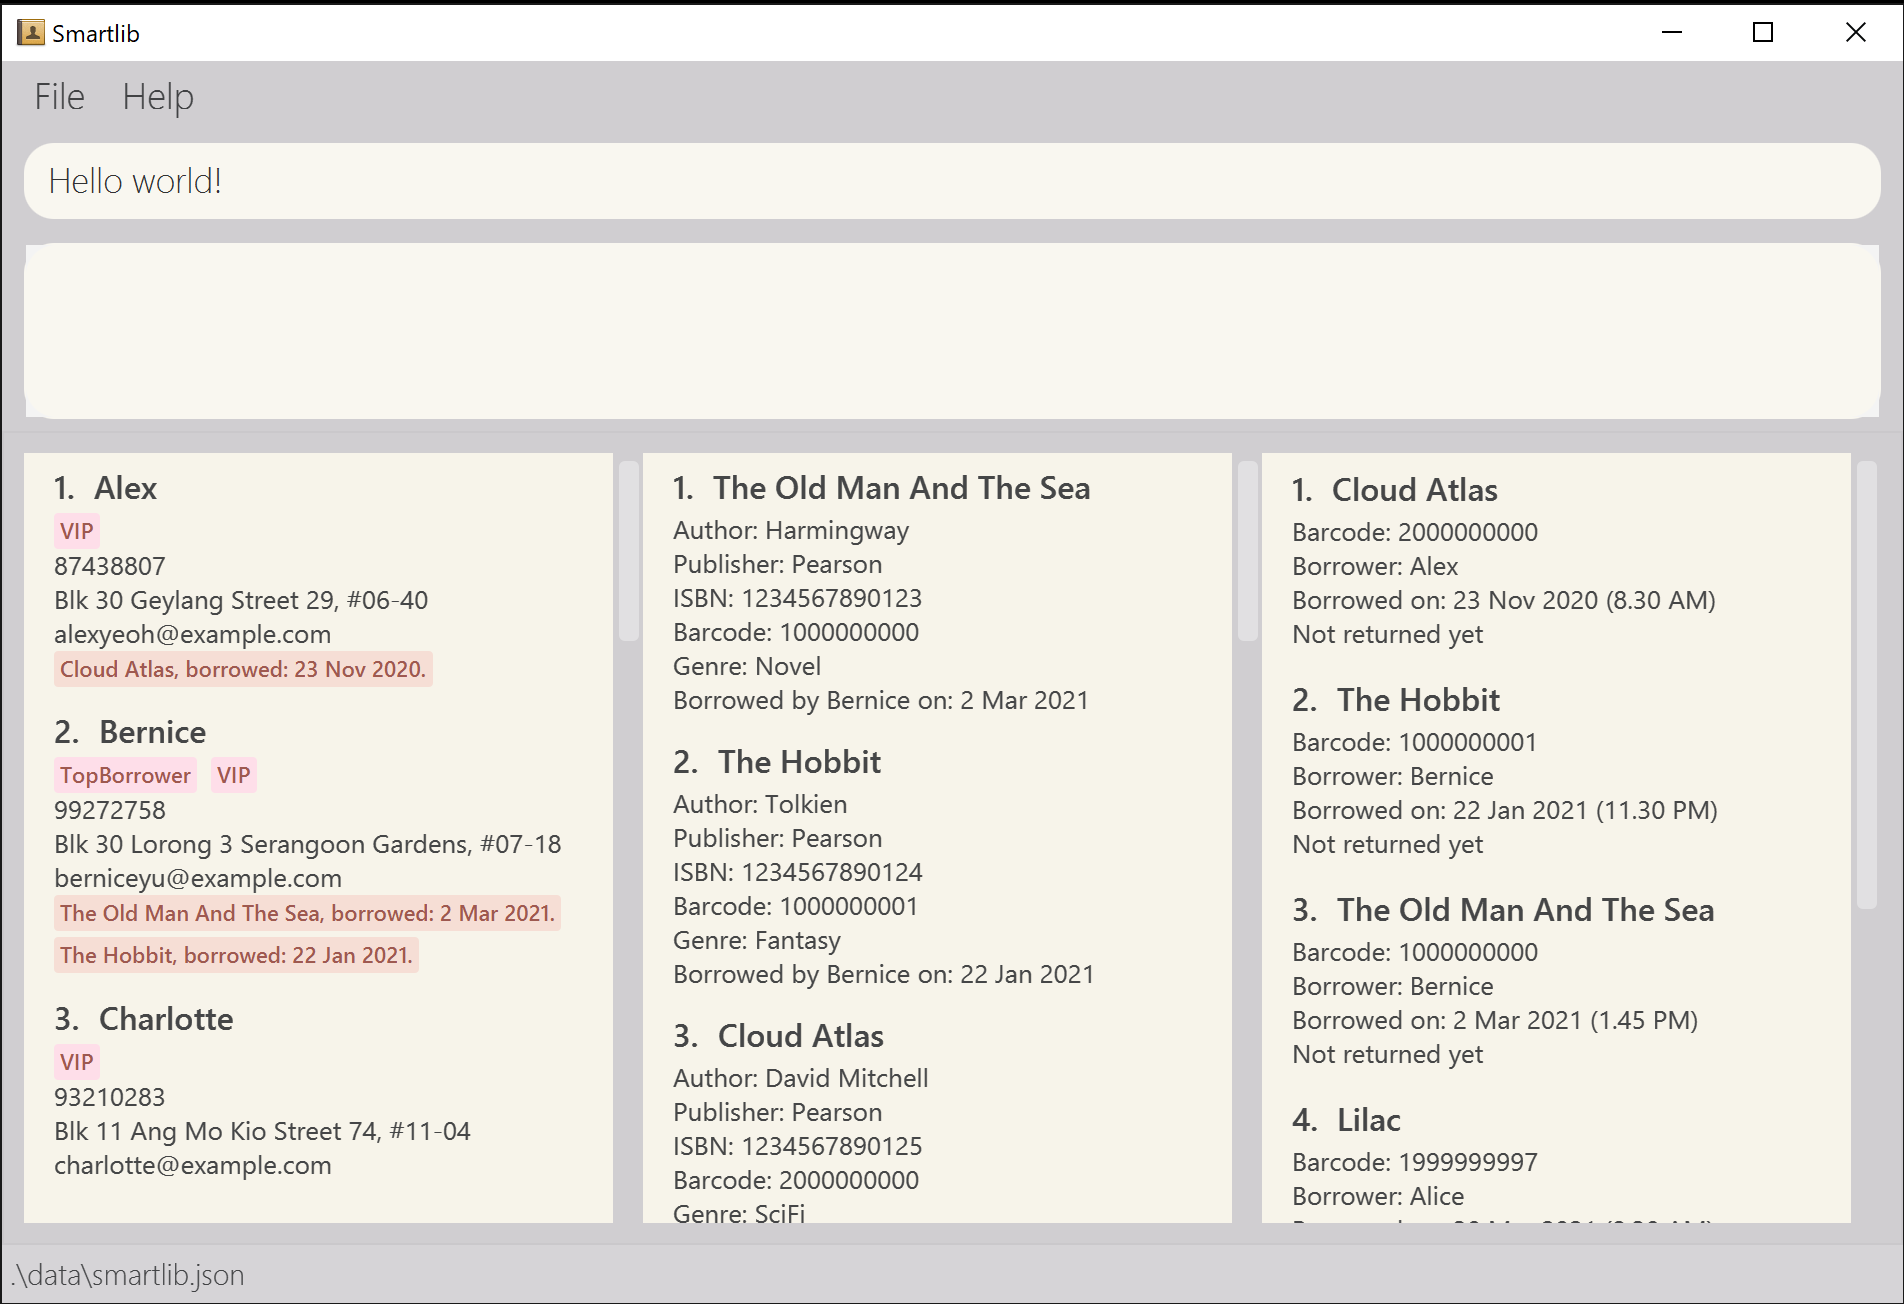 Smartlib
File Help
Hello world!
1. Alex
VIP
87438807
Blk 30 Geylang Street 29, #06-40
alexyeoh@example.com
Cloud Atlas, borrowed: 23 Nov 2020.
2. Bernice
TopBorrower VIP
99272758
Blk 30 Lorong 3 Serangoon Gardens, #07-18
berniceyu@example.com
The Old Man And The Sea, borrowed: 2 Mar 2021.
The Hobbit, borrowed: 22 Jan 2021.
3. Charlotte
VIP
93210283
Blk 11 Ang Mo Kio Street 74, #11-04
charlotte@example.com
1. The Old Man And The Sea
Author: Harmingway
Publisher: Pearson
ISBN: 1234567890123
Barcode: 1000000000
Genre: Novel
Borrowed by Bernice on: 2 Mar 2021
2. The Hobbit
Author: Tolkien
Publisher: Pearson
ISBN: 1234567890124
Barcode: 1000000001
Genre: Fantasy
Borrowed by Bernice on: 22 Jan 2021
3. Cloud Atlas
Author: David Mitchell
Publisher: Pearson
ISBN: 1234567890125
Barcode: 2000000000
Genre: SciFi
1. Cloud Atlas
Barcode: 2000000000
Borrower: Alex
Borrowed on: 23 Nov 2020 (8.30 AM)
Not returned yet
2. The Hobbit
Barcode: 1000000001
Borrower: Bernice
Borrowed on: 22 Jan 2021 (11.30 PM)
Not returned yet
3. The Old Man And The Sea
Barcode: 1000000000
Borrower: Bernice
Borrowed on: 2 Mar 2021 (1.45 PM)
Not returned yet
4. Lilac
Barcode: 1999999997
Borrower: Alice
.\data\smartlib.json